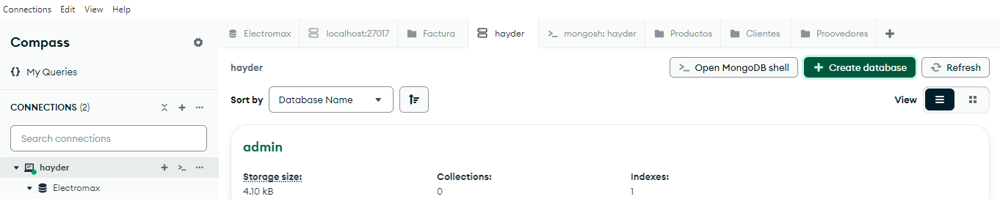 Connections Edit View Help
Compass
My Queries
CONNECTIONS (2)
Search connections
hayder
Electromax
Electromax localhost:27017 Factura hayder >_ mongosh: hayder Productos Clientes Proovedores +
hayder
>_ Open MongoDB shell + Create database Refresh
Sort by Database Name View
admin
Storage size: Collections: Indexes:
4.10 kB 0 1